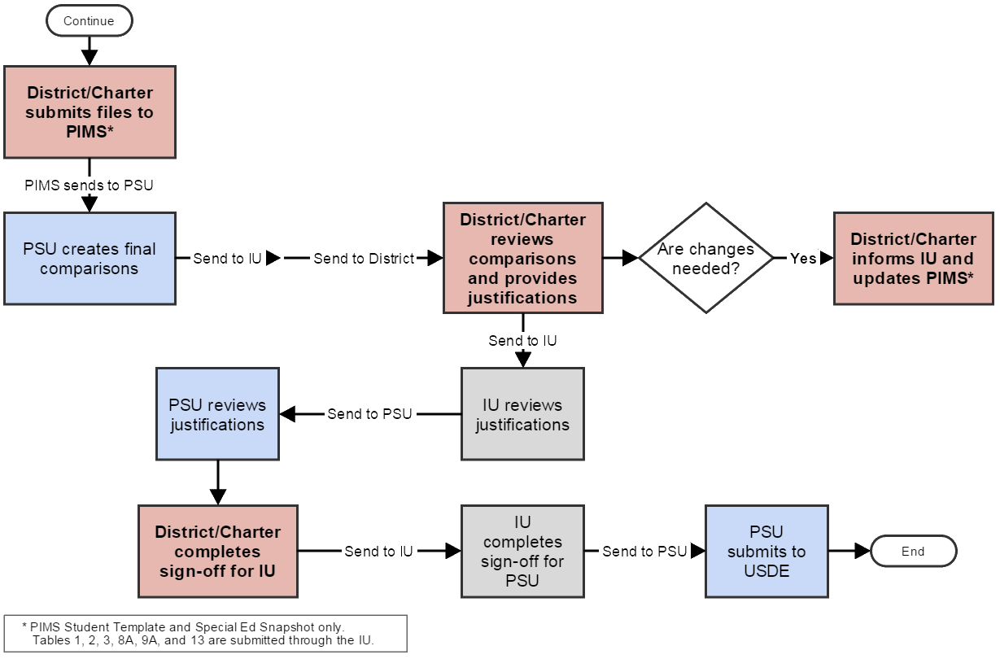 Continue
District/Charter
submits files to
PIMS*
PIMS sends to PSU
PSU creates final
comparisons
Send to IU
Send to District
District/Charter
reviews
comparisons
and provides
justifications
Are changes
needed?
Yes
District/Charter
informs IU and
updates PIMS*
Send to IU
IU reviews
justifications
Send to PSU
PSU reviews
justifications
District/Charter
completes
sign-off for IU
Send to IU
IU
completes
sign-off for
PSU
Send to PSU
PSU
submits to
USDE
End
* PIMS Student Template and Special Ed Snapshot only.
Tables 1, 2, 3, 8A, 9A, and 13 are submitted through the IU.